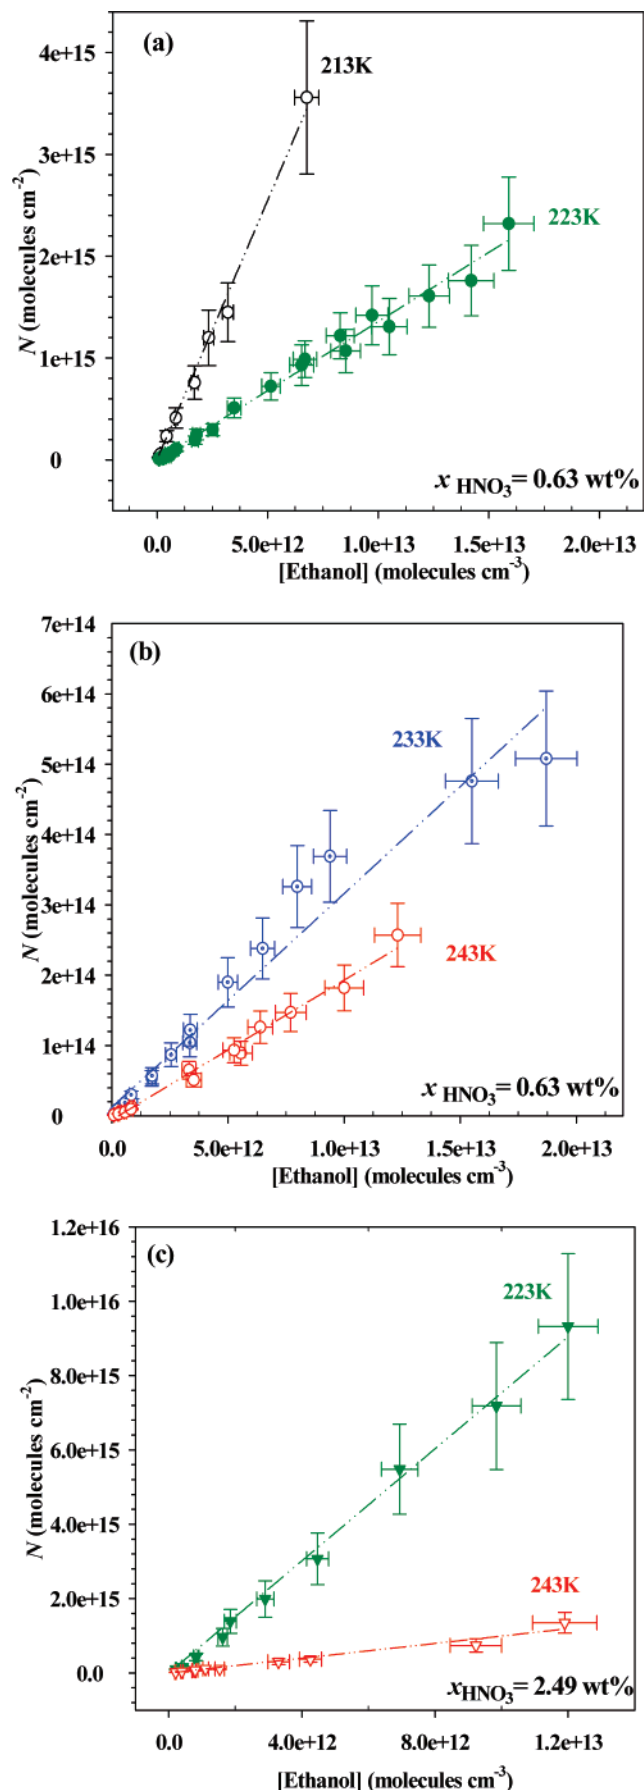 (a)
213K
223K
4e+15
3e+15
2e+15
1e+15
0
N (molecules cm-2)
x HNO3= 0.63 wt%
0.0 5.0e+12 1.0e+13 1.5e+13 2.0e+13
[Ethanol] (molecules cm-3)
(b)
233K
243K
7e+14
6e+14
5e+14
4e+14
3e+14
2e+14
1e+14
0
N (molecules cm-2)
x HNO3= 0.63 wt%
0.0 5.0e+12 1.0e+13 1.5e+13 2.0e+13
[Ethanol] (molecules cm-3)
(c)
223K
243K
1.2e+16
1.0e+16
8.0e+15
6.0e+15
4.0e+15
2.0e+15
0.0
N (molecules cm-2)
xHNO3= 2.49 wt%
0.0 4.0e+12 8.0e+12 1.2e+13
[Ethanol] (molecules cm-3)